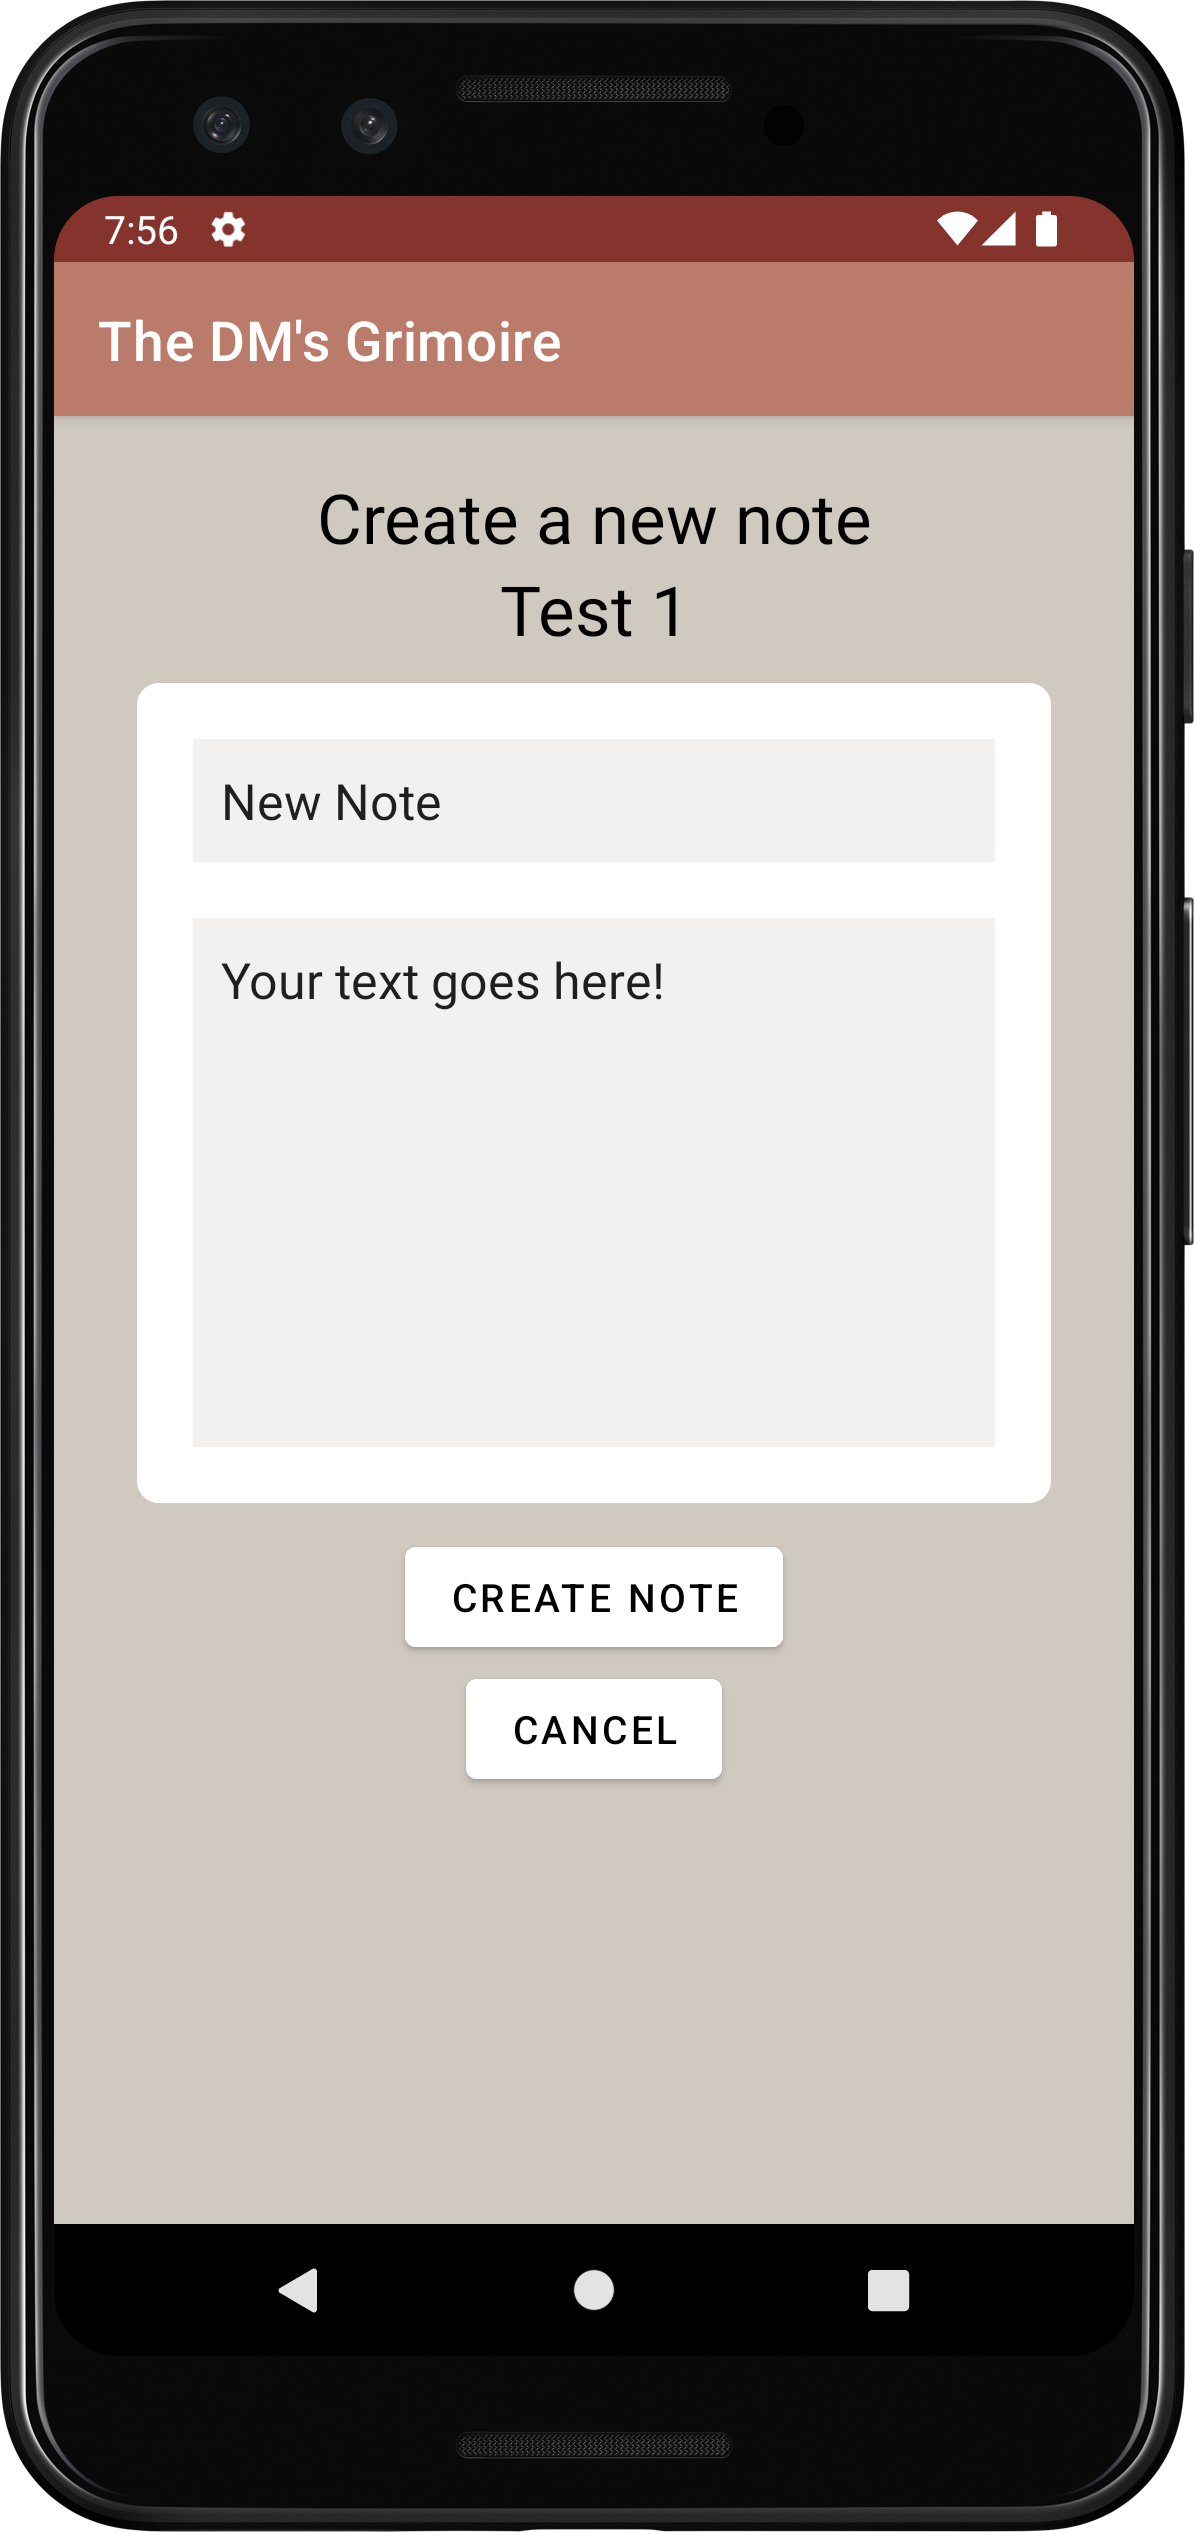 7:56
The DM's Grimoire
Create a new note
Test 1
New Note
Your text goes here!
CREATE NOTE
CANCEL